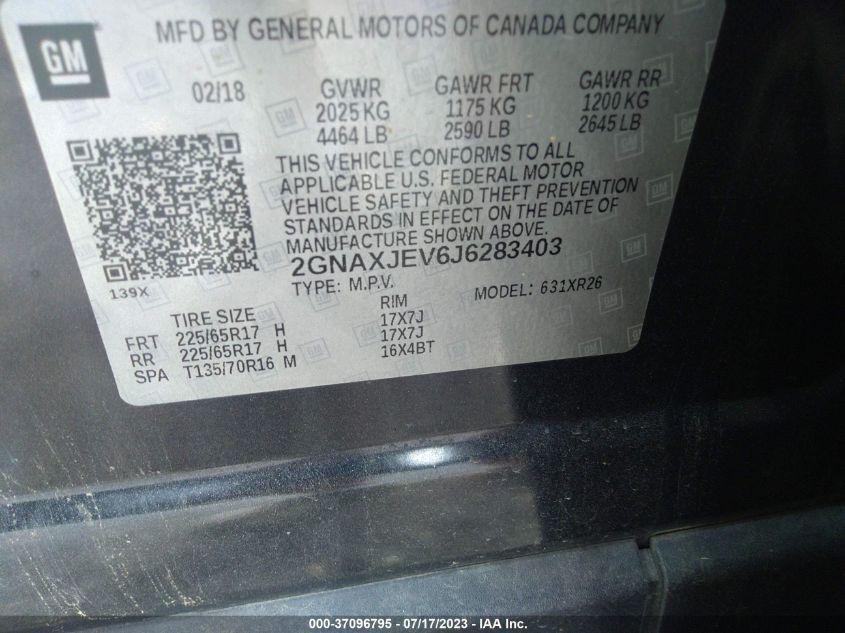 GM MFD BY GENERAL MOTORS OF CANADA COMPANY
02/18 GVWR GAWR FRT GAWR RR
2025 KG 1175 KG 1200 KG
4464 LB 2590 LB 2645 LB
THIS VEHICLE CONFORMS TO ALL
APPLICABLE U.S. FEDERAL MOTOR
VEHICLE SAFETY AND THEFT PREVENTION
STANDARDS IN EFFECT ON THE DATE OF
MANUFACTURE SHOWN ABOVE.
2GNAXJEV6J6283403
139X TYPE: M.P.V. MODEL: 631XR26
TIRE SIZE RIM
FRT 225/65R17 H 17X7J
RR 225/65R17 H 17X7J
SPA T135/70R16 M 16X4BT
000-37096795 - 07/17/2023 - IAA Inc.